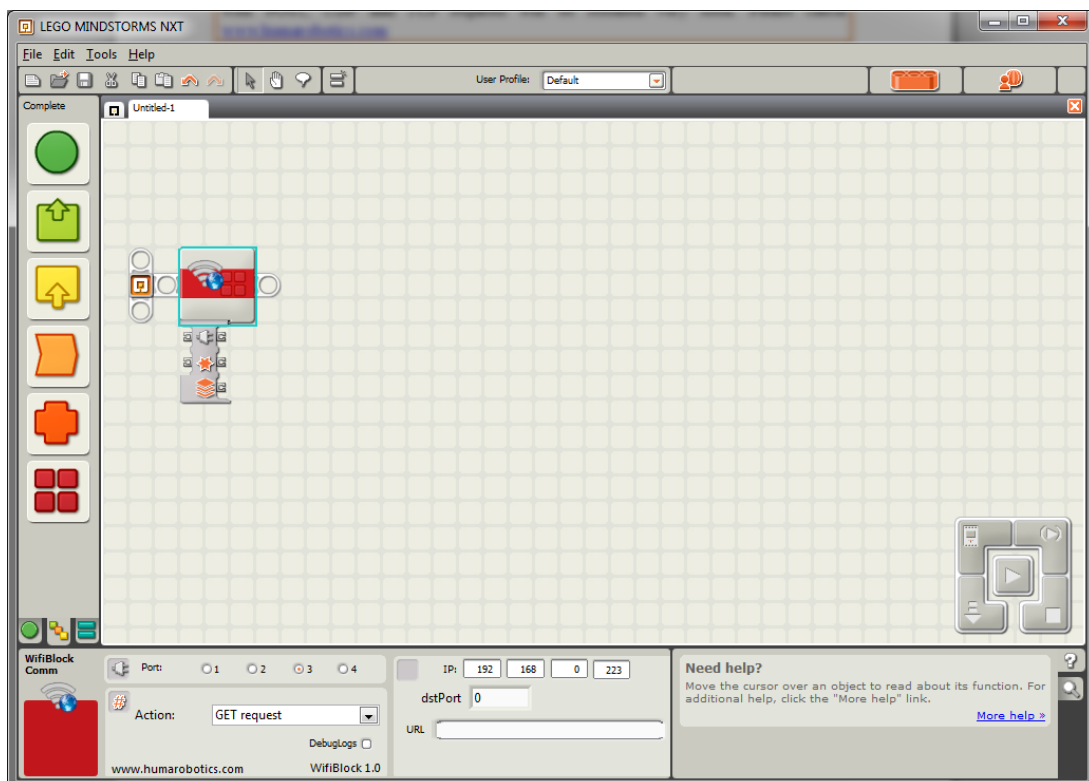 LEGO MINDSTORMS NXT
www.humarobotics.com
File Edit Tools Help
User Profile: Default
Complete
Untitled-1
WifiBlock
Comm
Port: 1 2 3 4
Action: GET request
DebugLogs
www.humarobotics.com WifiBlock 1.0
IP: 192 168 0 223
dstPort 0
URL
Need help?
Move the cursor over an object to read about its function. For
additional help, click the "More help" link.
More help »
?